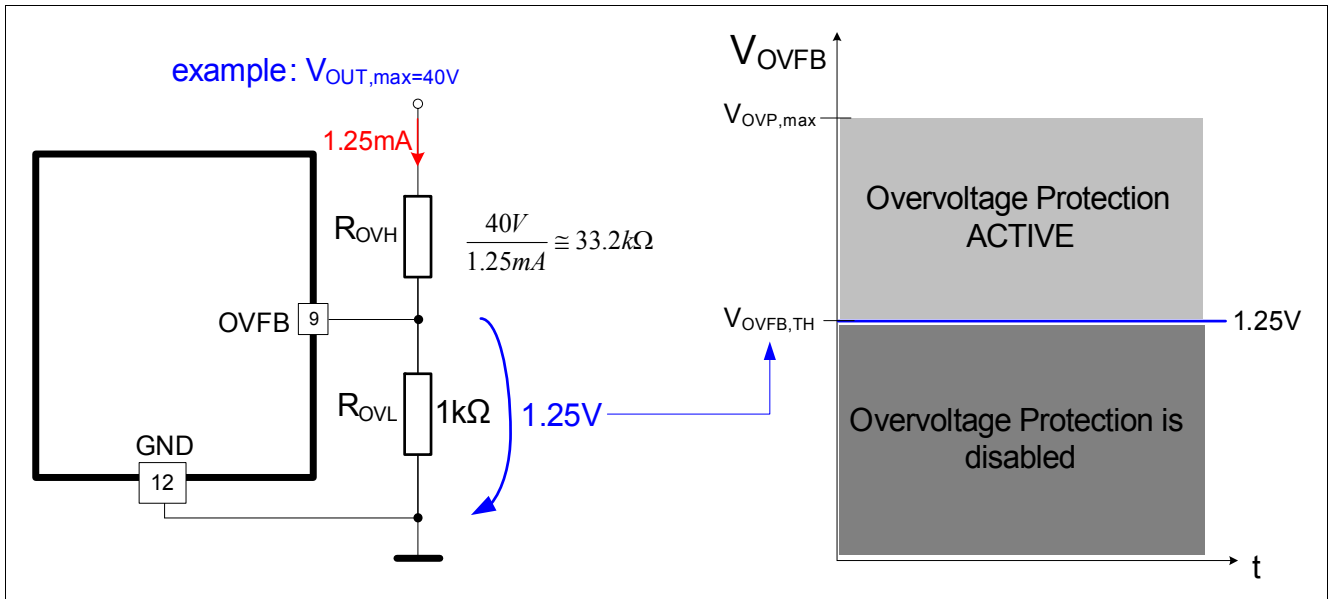 example: VOUT,max=40V
1.25mA
ROVH
40V
1.25mA
≅ 33.2kΩ
OVFB
9
ROVL
1kΩ
1.25V
GND
12
VOVFB
VOVP,max
Overvoltage Protection
ACTIVE
VOVFB,TH
1.25V
Overvoltage Protection is
disabled
t